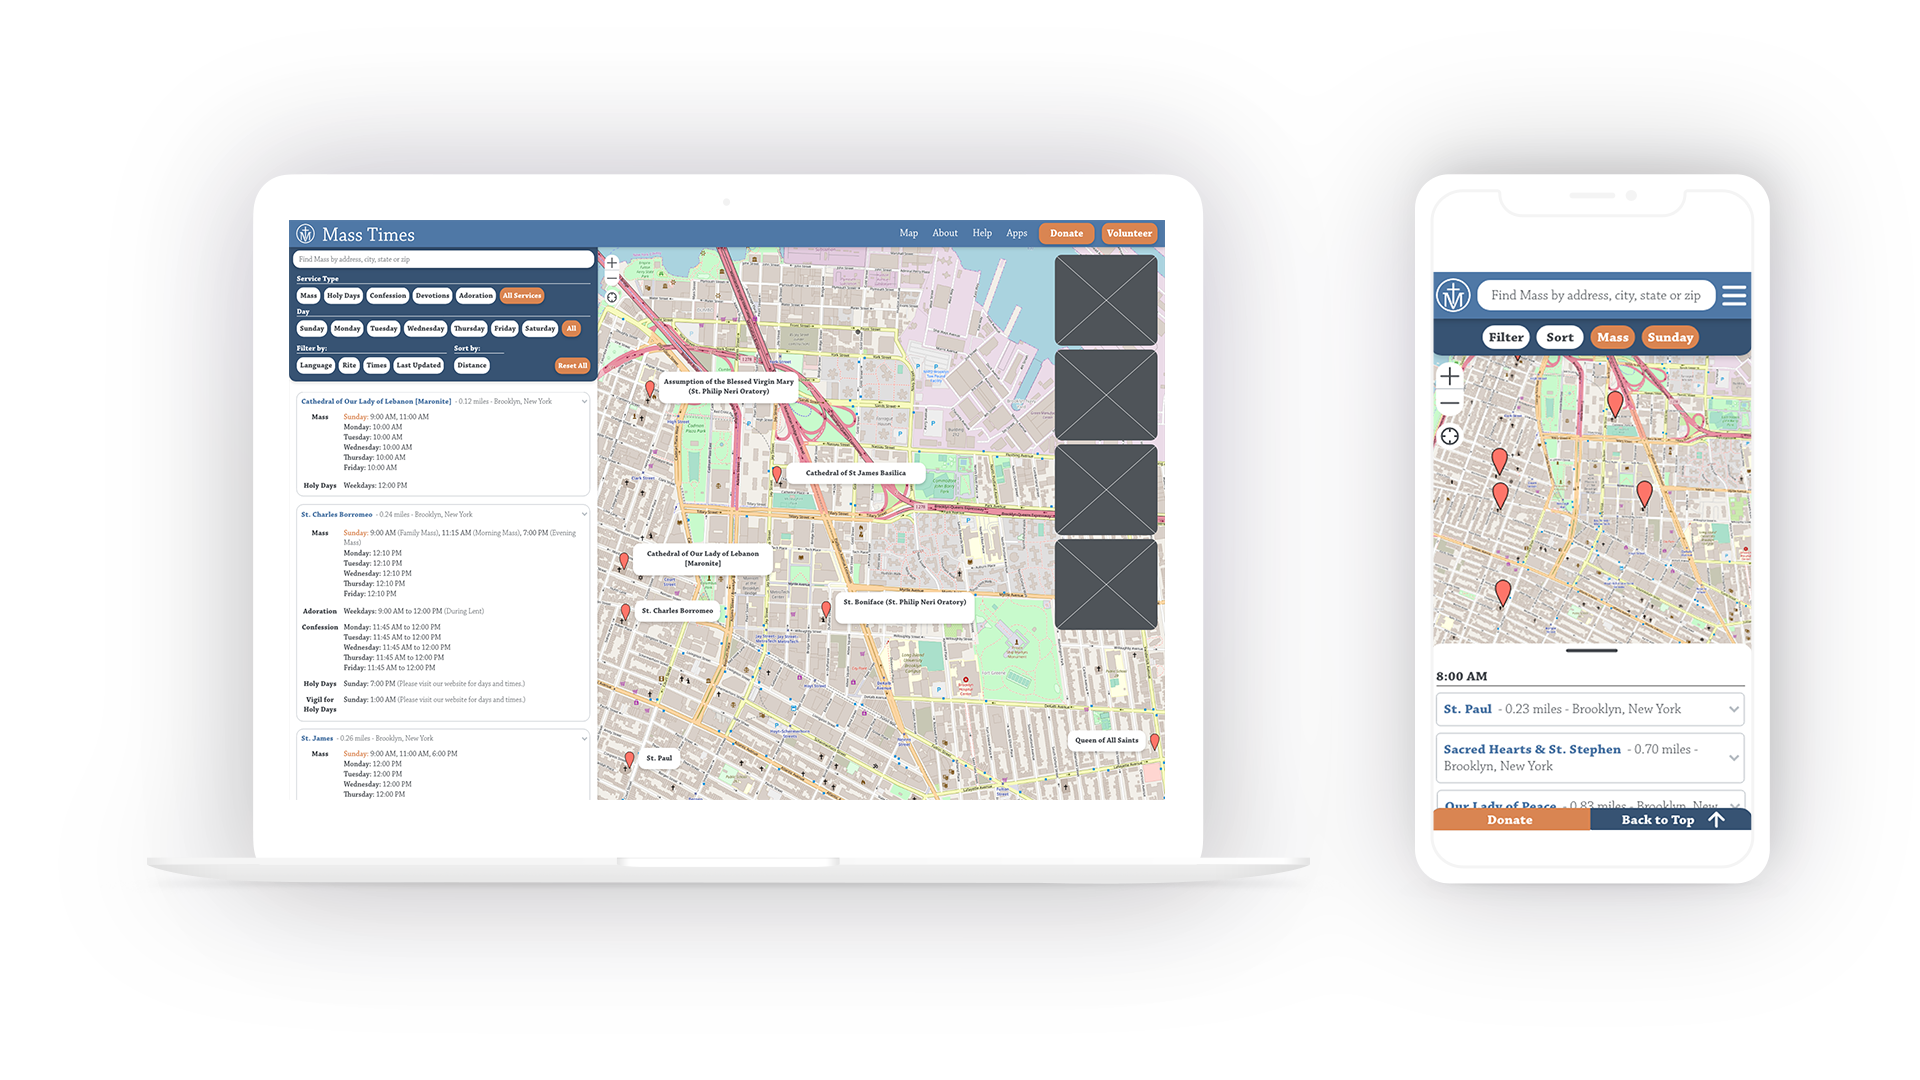 Mass Times
Map
About
Help
Apps
Donate
Volunteer
Find Mass by address, city, state or zip
Service Type
Mass
Holy Days
Confession
Devotions
Adoration
All Services
Day
Sunday
Monday
Tuesday
Wednesday
Thursday
Friday
Saturday
All
Filter by:
Sort by:
Language
Rite
Times
Last Updated
Distance
Reset All
Cathedral of Our Lady of Lebanon [Maronite] - 0.12 miles - Brooklyn, New York
Mass Sunday: 9:00 AM, 11:00 AM
Monday: 10:00 AM
Tuesday: 10:00 AM
Wednesday: 10:00 AM
Thursday: 10:00 AM
Friday: 10:00 AM
Holy Days Weekdays: 12:00 PM
St. Charles Borromeo - 0.24 miles - Brooklyn, New York
Mass Sunday: 9:00 AM (Family Mass), 11:15 AM (Morning Mass), 7:00 PM (Evening
Mass)
Monday: 12:10 PM
Tuesday: 12:10 PM
Wednesday: 12:10 PM
Thursday: 12:10 PM
Friday: 12:10 PM
Adoration Weekdays: 9:00 AM to 12:00 PM (During Lent)
Confession Monday: 11:45 AM to 12:00 PM
Tuesday: 11:45 AM to 12:00 PM
Wednesday: 11:45 AM to 12:00 PM
Thursday: 11:45 AM to 12:00 PM
Friday: 11:45 AM to 12:00 PM
Holy Days Sunday: 7:00 PM (Please visit our website for days and times.)
Vigil for Sunday: 1:00 AM (Please visit our website for days and times.)
Holy Days
St. James - 0.26 miles - Brooklyn, New York
Mass Sunday: 9:00 AM, 11:00 AM, 6:00 PM
Monday: 12:00 PM
Tuesday: 12:00 PM
Wednesday: 12:00 PM
Thursday: 12:00 PM
Assumption of the Blessed Virgin Mary
(St. Philip Neri Oratory)
Cathedral of St James Basilica
Cathedral of Our Lady of Lebanon
[Maronite]
St. Boniface (St. Philip Neri Oratory)
St. Charles Borromeo
Queen of All Saints
St. Paul
Find Mass by address, city, state or zip
Filter
Sort
Mass
Sunday
8:00 AM
St. Paul - 0.23 miles - Brooklyn, New York
Sacred Hearts & St. Stephen - 0.70 miles -
Brooklyn, New York
Our Lady of Peace - 0.83 miles - Brooklyn, New
Donate
Back to Top